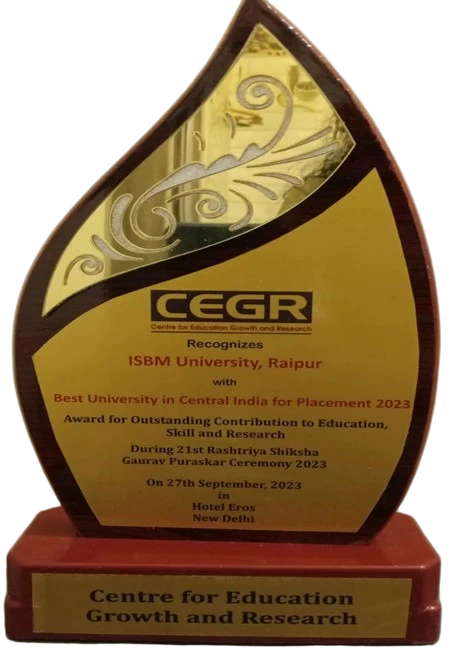 CEGR
Centre for Education Growth and Research
Recognizes
ISBM University, Raipur
with
Best University in Central India for Placement 2023
Award for Outstanding Contribution to Education,
Skill and Research
During 21st Rashtriya Shiksha
Gaurav Puraskar Ceremony 2023
On 27th September, 2023
in
Hotel Eros
New Delhi
Centre for Education
Growth and Research